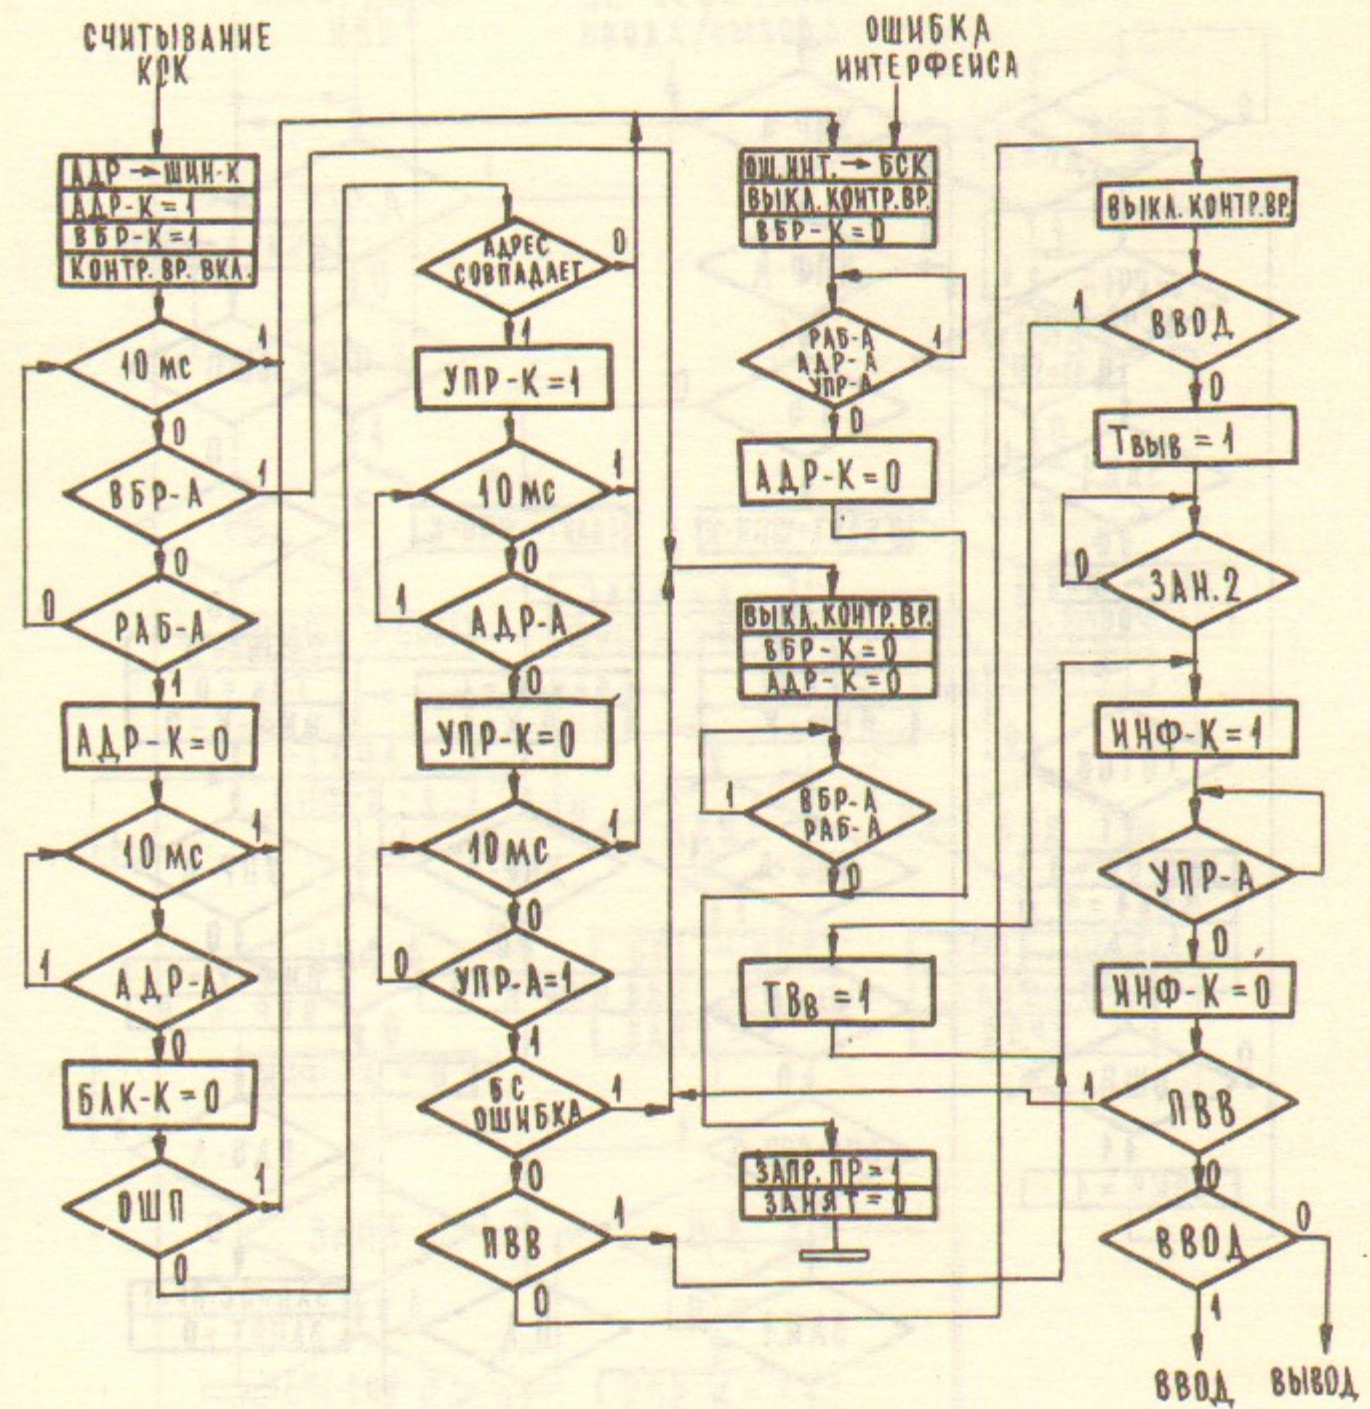 СЧИТЫВАНИЕ
КСК
АДР → ШИН-К
АДР-К=1
ВБР-К=1
КОНТР. ВР. ВКЛ.
10 МС
1
0
ВБР-А
1
0
РАБ-А
0
1
АДР-К=0
10 МС
1
АДР-А
1
0
БЛК-К=0
ОШП
1
0
АДРЕС
СОВПАДАЕТ
0
1
УПР-К=1
10 МС
1
0
АДР-А
1
0
УПР-К=0
10 МС
1
0
УПР-А=1
0
1
БС
ОШИБКА
1
0
ПВВ
1
0
ОШИБКА
ИНТЕРФЕЙСА
ОШ.ИНТ. → БСК
ВЫКЛ. КОНТР. ВР.
ВБР-К=0
РАБ-А
АДР-А
УПР-А
1
0
АДР-К=0
ВЫКЛ. КОНТР. ВР.
ВБР-К=0
АДР-К=0
ВБР-А
РАБ-А
1
0
ТВв=1
ЗАПР. ПР=1
ЗАНЯТ=0
ВЫКЛ. КОНТР. ВР.
ВВОД
1
0
Твыв=1
ЗАН.2
0
ИНФ-К=1
УПР-А
0
ИНФ-К=0
ПВВ
1
0
ВВОД
0
1
ВВОД
ВЫВОД